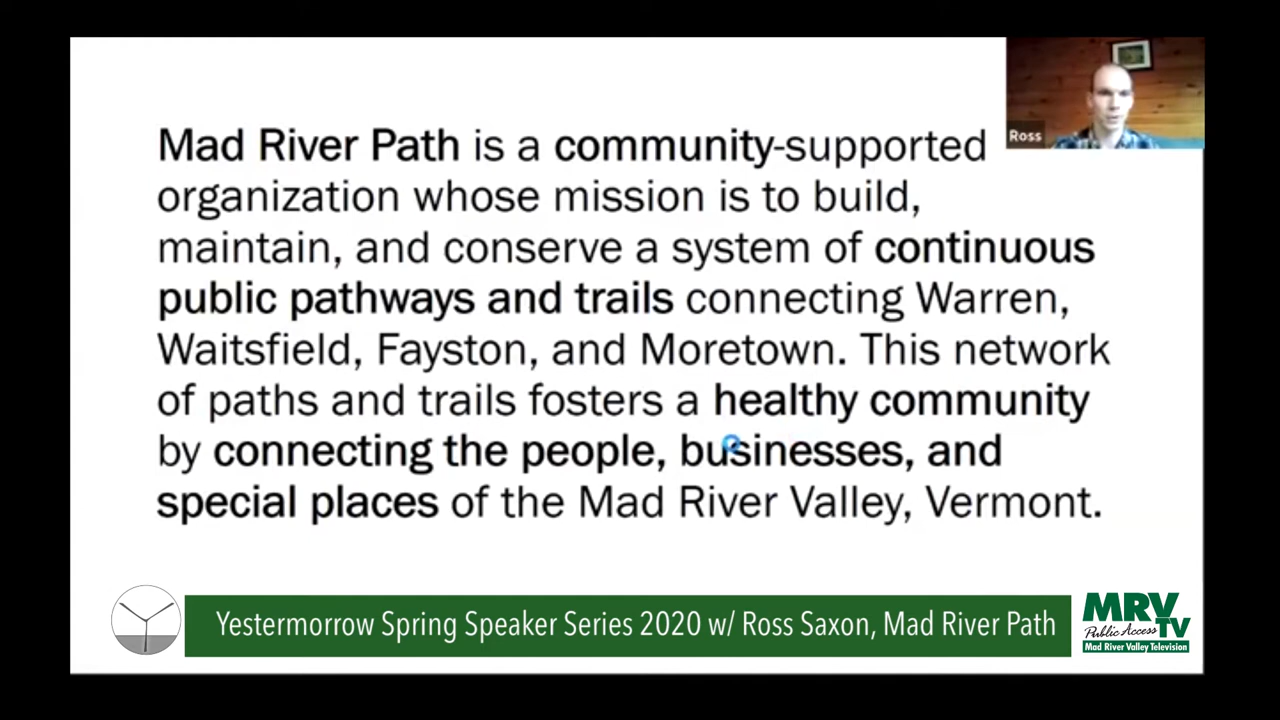 Mad River Path is a community-supported
organization whose mission is to build,
maintain, and conserve a system of continuous
public pathways and trails connecting Warren,
Waitsfield, Fayston, and Moretown. This network
of paths and trails fosters a healthy community
by connecting the people, businesses, and
special places of the Mad River Valley, Vermont.
Ross
Yestermorrow Spring Speaker Series 2020 w/ Ross Saxon, Mad River Path
MRV
Public Access TV
Mad River Valley Television